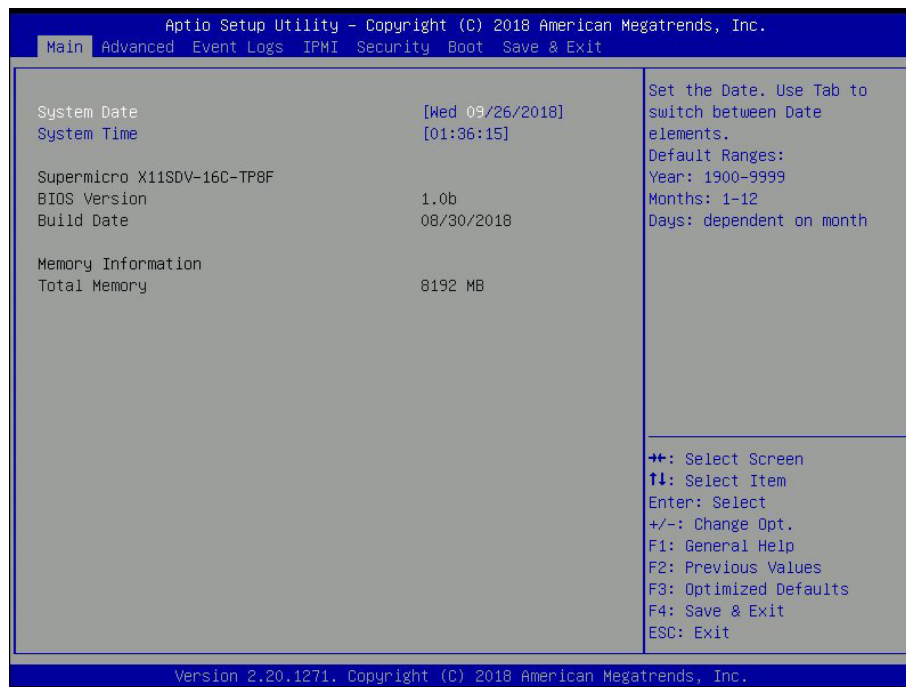 Aptio Setup Utility – Copyright (C) 2018 American Megatrends, Inc.
Main Advanced Event Logs IPMI Security Boot Save & Exit
System Date [Wed 09/26/2018]
System Time [01:36:15]
Supermicro X11SDV-16C-TP8F
BIOS Version 1.0b
Build Date 08/30/2018
Memory Information
Total Memory 8192 MB
Set the Date. Use Tab to
switch between Date
elements.
Default Ranges:
Year: 1900-9999
Months: 1-12
Days: dependent on month
→←: Select Screen
↑↓: Select Item
Enter: Select
+/-: Change Opt.
F1: General Help
F2: Previous Values
F3: Optimized Defaults
F4: Save & Exit
ESC: Exit
Version 2.20.1271. Copyright (C) 2018 American Megatrends, Inc.